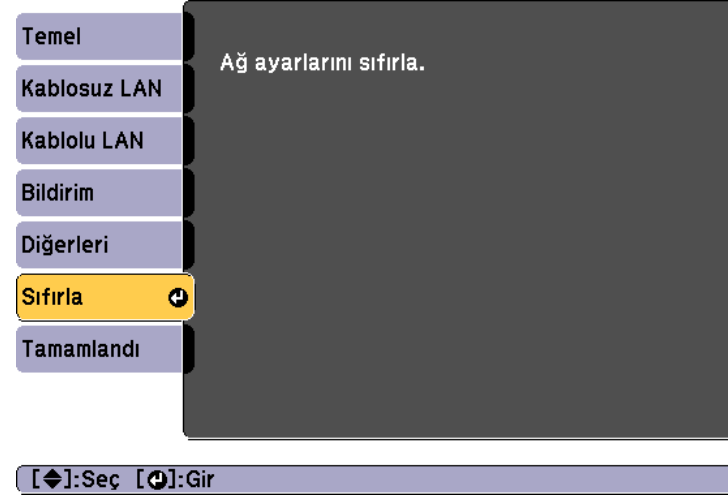 Temel
Kablosuz LAN
Kablolu LAN
Bildirim
Diğerleri
Sıfırla
Tamamlandı
Ağ ayarlarını sıfırla.
[◆]:Seç [⏎]:Gir